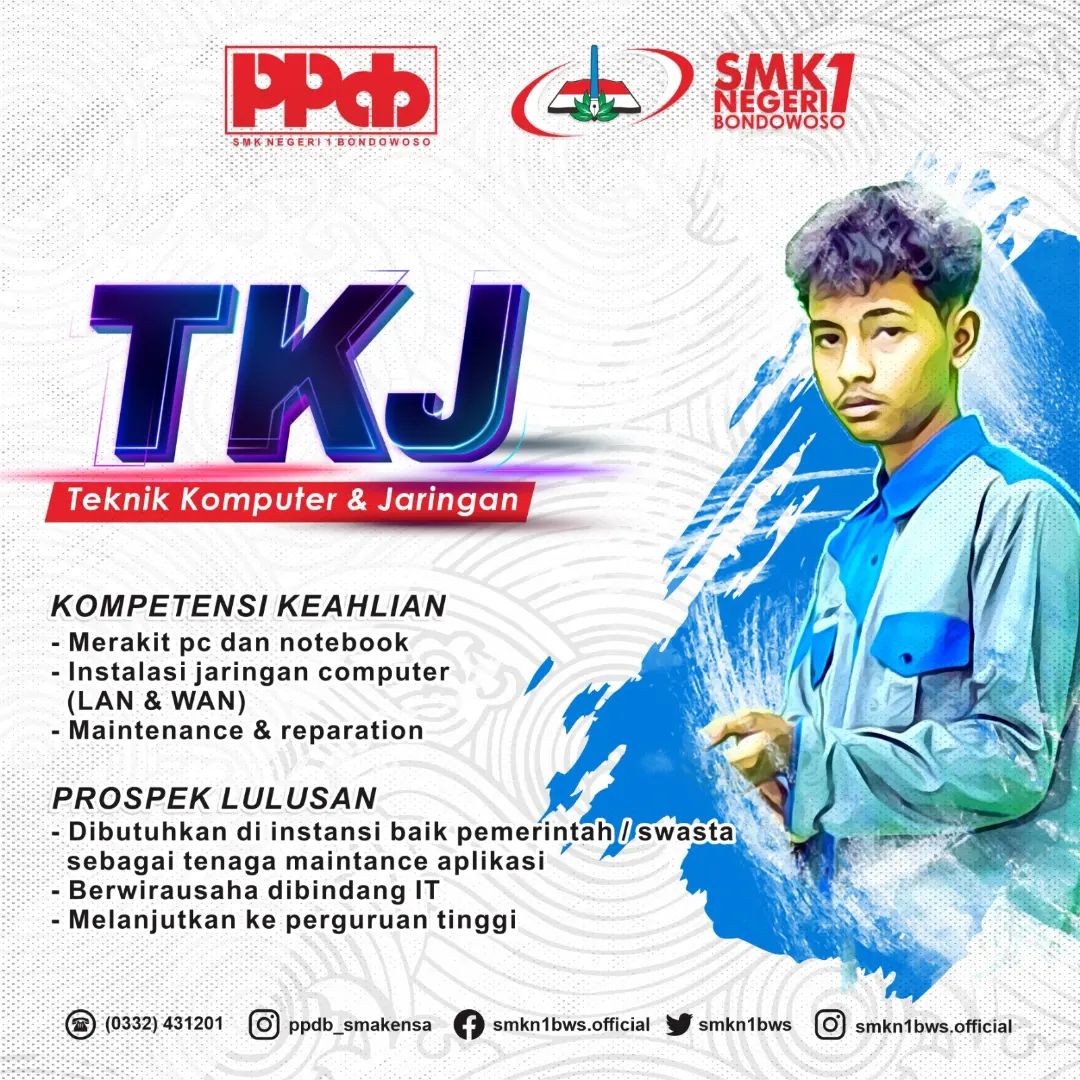 PPdb
SMK NEGERI 1 BONDOWOSO
SMK
NEGERI 1
BONDOWOSO
TKJ
Teknik Komputer & Jaringan
KOMPETENSI KEAHLIAN
- Merakit pc dan notebook
- Instalasi jaringan computer
(LAN & WAN)
- Maintenance & reparation
PROSPEK LULUSAN
- Dibutuhkan di instansi baik pemerintah / swasta
sebagai tenaga maintance aplikasi
- Berwirausaha dibindang IT
- Melanjutkan ke perguruan tinggi
(0332) 431201 ppdb_smakensa smkn1bws.official smkn1bws smkn1bws.official